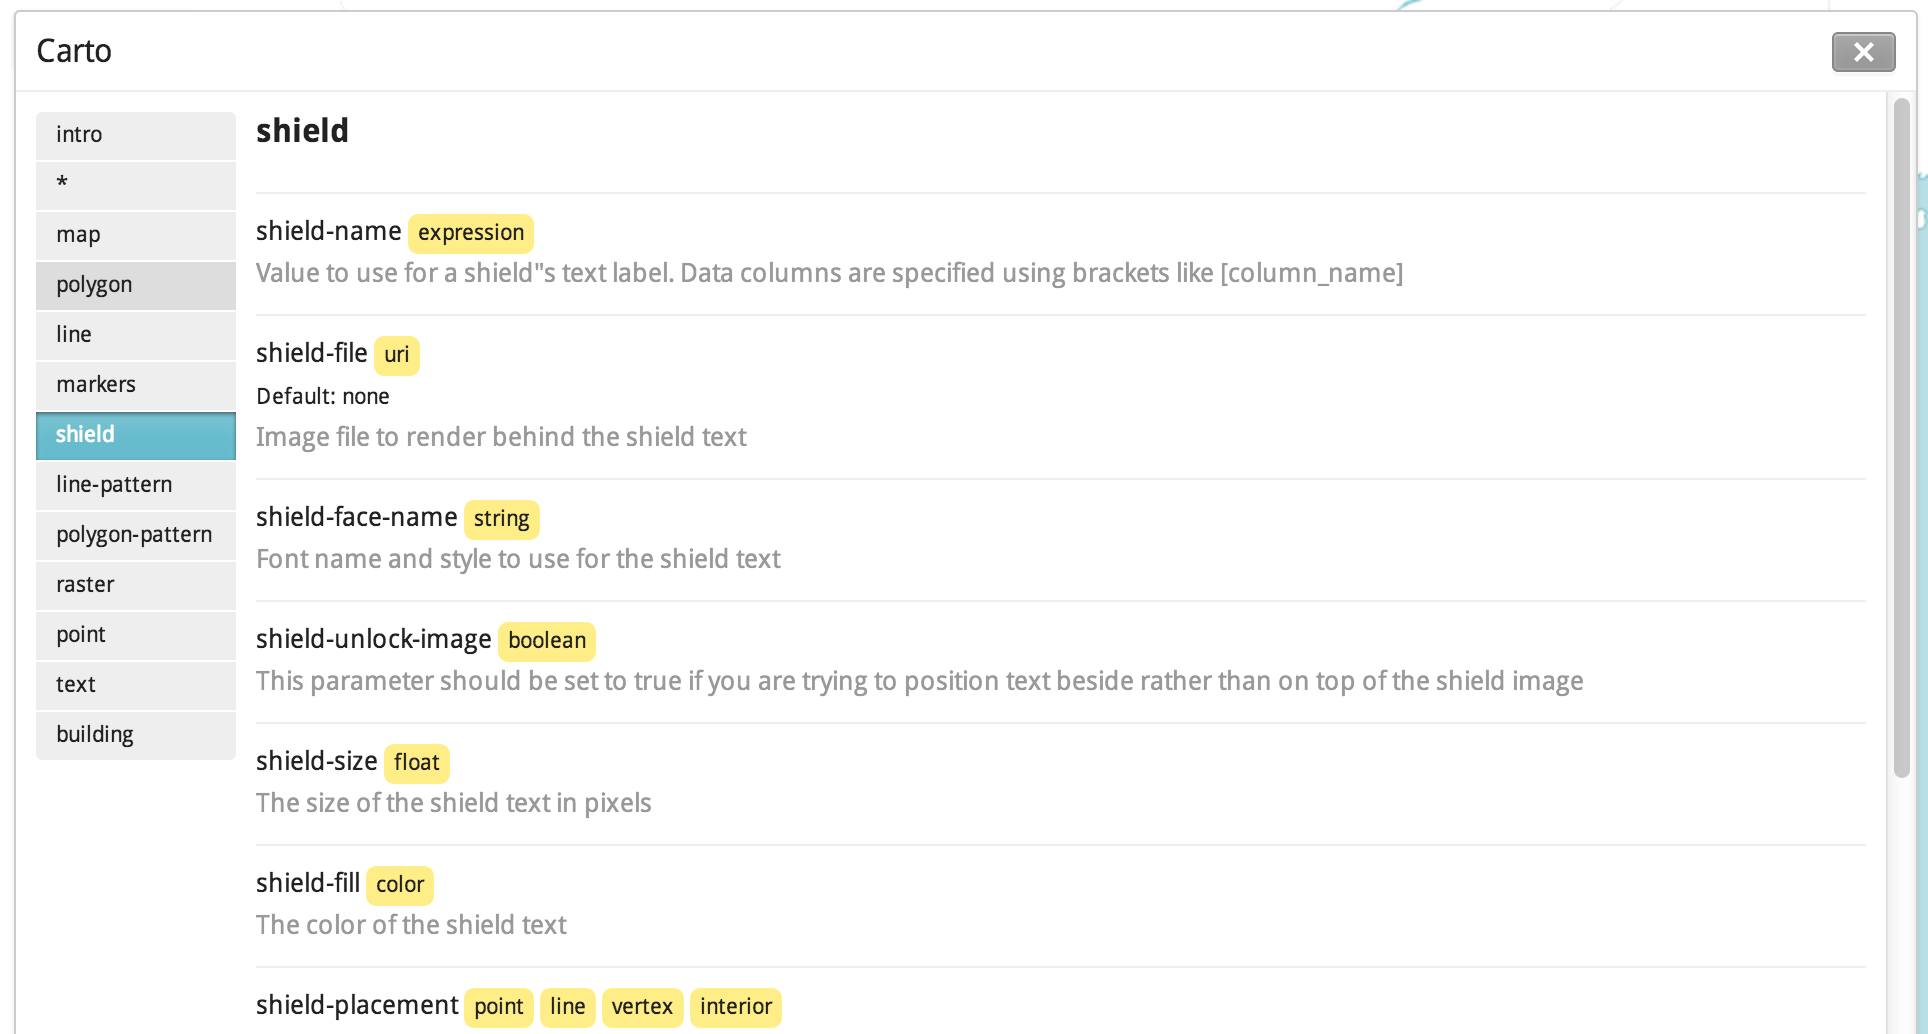 Carto
intro
*
map
polygon
line
markers
shield
line-pattern
polygon-pattern
raster
point
text
building
shield
shield-name expression
Value to use for a shield"s text label. Data columns are specified using brackets like [column_name]
shield-file uri
Default: none
Image file to render behind the shield text
shield-face-name string
Font name and style to use for the shield text
shield-unlock-image boolean
This parameter should be set to true if you are trying to position text beside rather than on top of the shield image
shield-size float
The size of the shield text in pixels
shield-fill color
The color of the shield text
shield-placement point line vertex interior